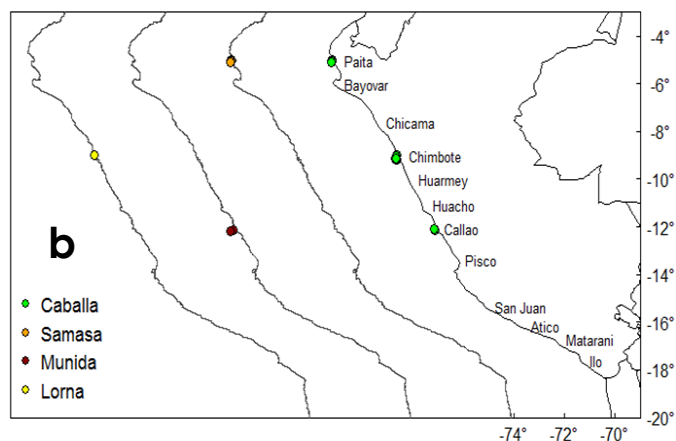 -4°
Paita
Bayovar
-6°
Chicama
-8°
Chimbote
Huarmey
-10°
Huacho
Callao
-12°
b
Pisco
-14°
Caballa
San Juan
Samasa
Atico
-16°
Munida
Matarani
Ilo
-18°
Lorna
-20°
-74° -72° -70°